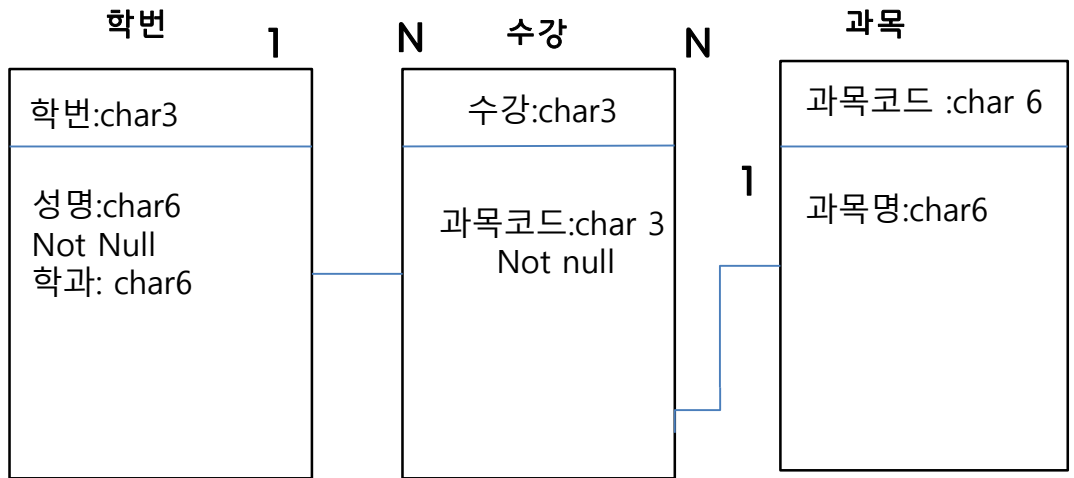 학번
1
N
수강
N
과목
학번:char3
성명:char6
Not Null
학과: char6
수강:char3
과목코드:char 3
Not null
1
과목코드 :char 6
과목명:char6